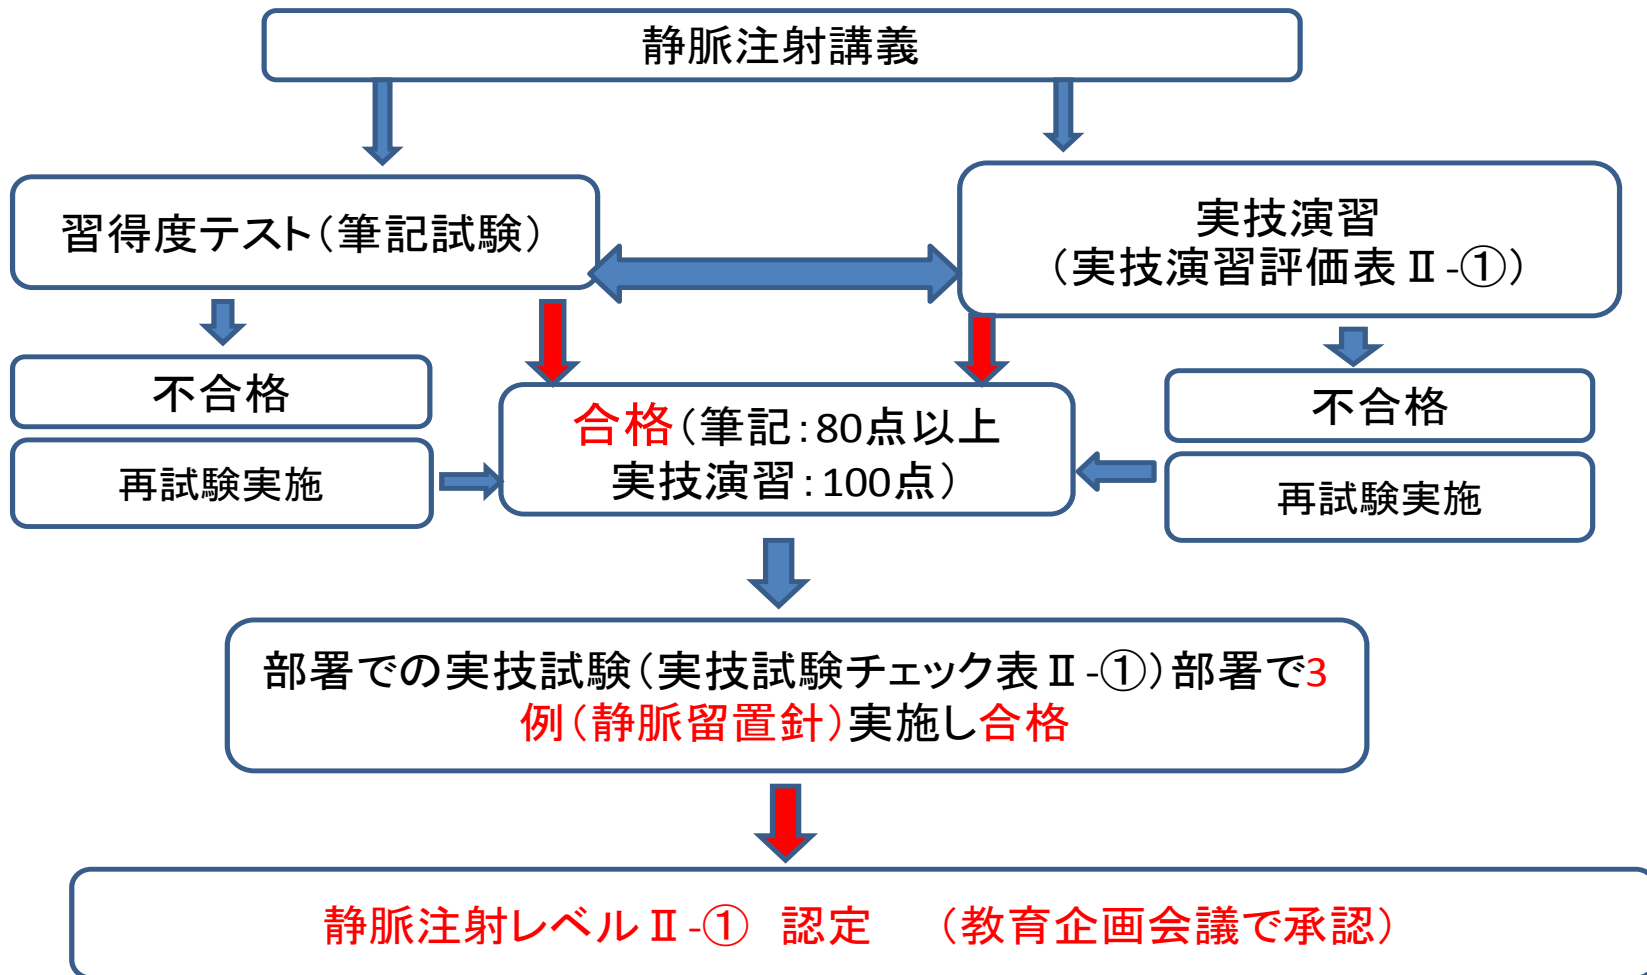 静脈注射講義
習得度テスト(筆記試験)
実技演習
(実技演習評価表Ⅱ-①)
不合格
再試験実施
合格(筆記:80点以上
実技演習:100点)
不合格
再試験実施
部署での実技試験(実技試験チェック表Ⅱ-①)部署で3
例(静脈留置針)実施し合格
静脈注射レベルⅡ-① 認定 (教育企画会議で承認)